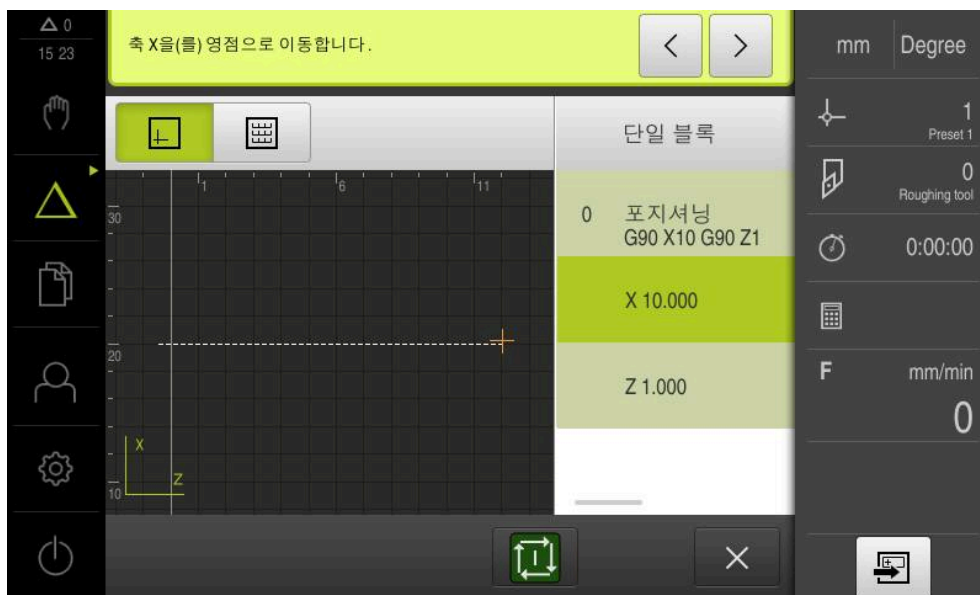 0
15 23
축 X을(를) 영점으로 이동합니다.
mm
Degree
1
Preset 1
0
Roughing tool
0:00:00
F
mm/min
0
단일 블록
0 포지셔닝
G90 X10 G90 Z1
X 10.000
Z 1.000
1
6
11
30
20
10
X
Z